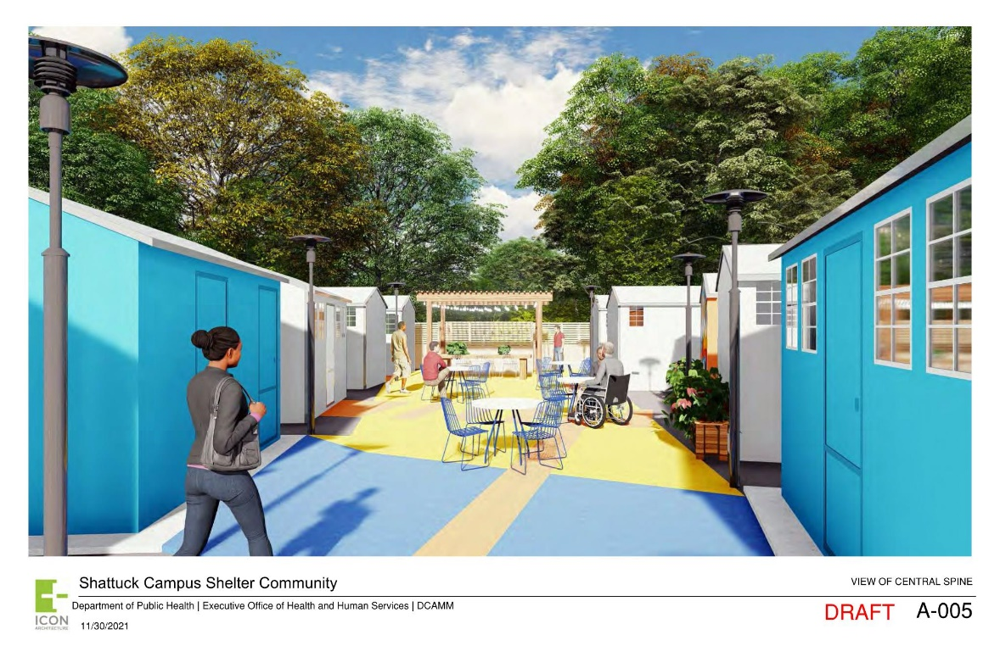 Shattuck Campus Shelter Community
VIEW OF CENTRAL SPINE
Department of Public Health | Executive Office of Health and Human Services | DCAMM
DRAFT A-005
ICON
ARCHITECTURE
11/30/2021